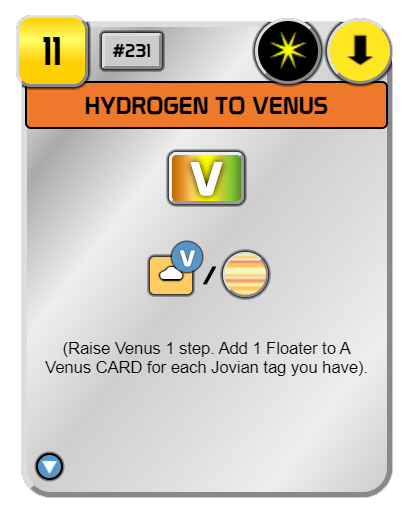 11
#231
HYDROGEN TO VENUS
V
V
/
(Raise Venus 1 step. Add 1 Floater to A
Venus CARD for each Jovian tag you have).